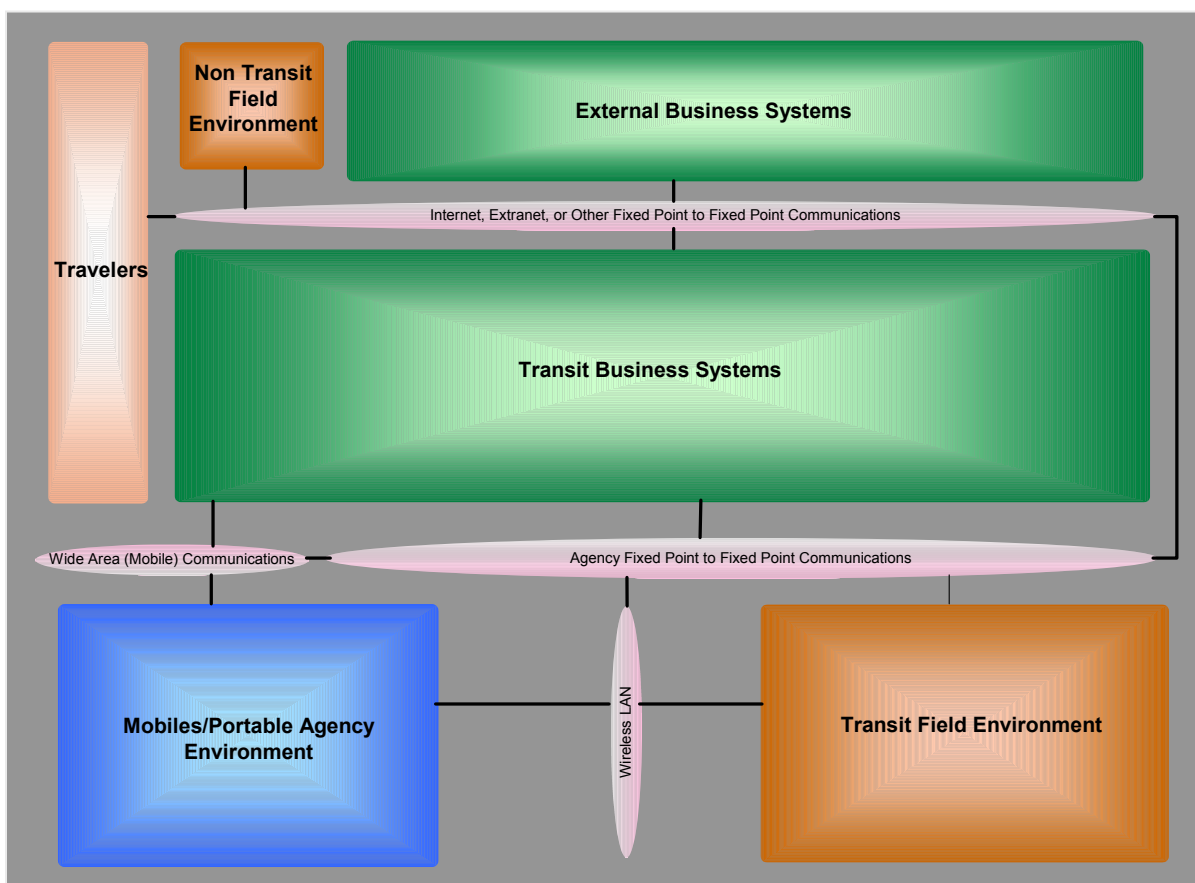 Non Transit
Field
Environment
External Business Systems
Internet, Extranet, or Other Fixed Point to Fixed Point Communications
Travelers
Transit Business Systems
Wide Area (Mobile) Communications
Agency Fixed Point to Fixed Point Communications
Mobiles/Portable Agency
Environment
Wireless LAN
Transit Field Environment